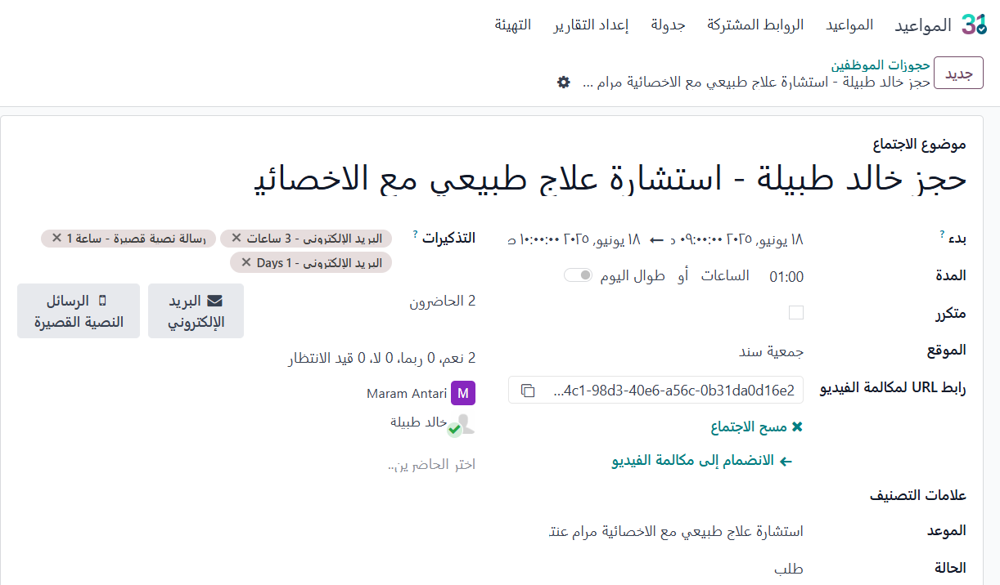 المواعيد
المواعيد الروابط المشتركة جدولة إعداد التقارير التهيئة
جديد
حجوزات الموظفين
حجز خالد طبيلة - استشارة علاج طبيعي مع الاخصائية مرام ...
موضوع الاجتماع
حجز خالد طبيلة - استشارة علاج طبيعي مع الاخصائي
بدء ?
١٨ يونيو, ٢٠٢٥ ٠٩:٠٠:٠٠ ← ١٨ يونيو, ٢٠٢٥ ١٠:٠٠:٠٠ ص
المدة
01:00 الساعات أو طوال اليوم
متكرر
الموقع
جمعية سند
رابط URL لمكالمة الفيديو
...4c1-98d3-40e6-a56c-0b31da0d16e2
✖ مسح الاجتماع
← الانضمام إلى مكالمة الفيديو
علامات التصنيف
الموعد
استشارة علاج طبيعي مع الاخصائية مرام عنت
الحالة
طلب
التذكيرات ?
البريد الإلكتروني - 3 ساعات ✕
رسالة نصية قصيرة - ساعة 1 ✕
البريد الإلكتروني - 1 Days ✕
2 الحاضرون
البريد الإلكتروني
الرسائل النصية القصيرة
2 نعم، 0 ربما، 0 لا، 0 قيد الانتظار
M Maram Antari
خالد طبيلة
اختر الحاضرين..